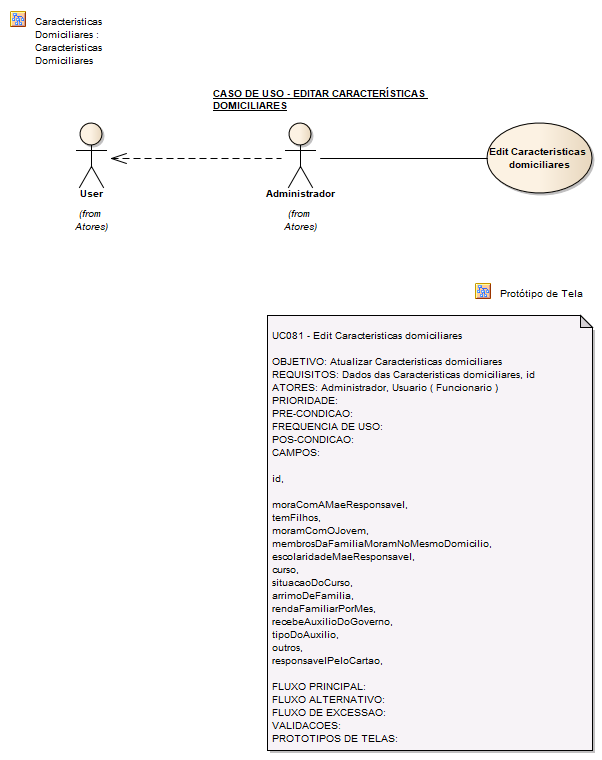 Caracteristicas
Domiciliares :
Caracteristicas
Domiciliares
CASO DE USO - EDITAR CARACTERÍSTICAS
DOMICILIARES
User
(from
Atores)
Administrador
(from
Atores)
Edit Caracteristicas
domiciliares
Protótipo de Tela
UC081 - Edit Caracteristicas domiciliares
OBJETIVO: Atualizar Caracteristicas domiciliares
REQUISITOS: Dados das Caracteristicas domiciliares, id
ATORES: Administrador, Usuario ( Funcionario )
PRIORIDADE:
PRE-CONDICAO:
FREQUENCIA DE USO:
POS-CONDICAO:
CAMPOS:
id,
moraComAMaeResponsavel,
temFilhos,
moramComOJovem,
membrosDaFamiliaMoramNoMesmoDomicilio,
escolaridadeMaeResponsavel,
curso,
situacaoDoCurso,
arrimoDeFamilia,
rendaFamiliarPorMes,
recebeAuxilioDoGoverno,
tipoDoAuxilio,
outros,
responsavelPeloCartao,
FLUXO PRINCIPAL:
FLUXO ALTERNATIVO:
FLUXO DE EXCESSAO:
VALIDACOES:
PROTOTIPOS DE TELAS: